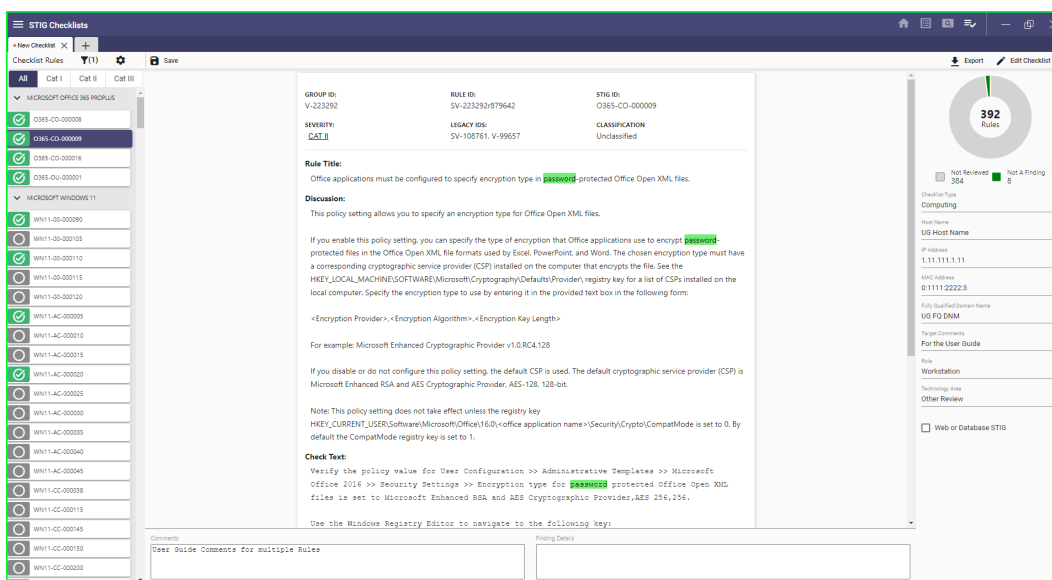 STIG Checklists
*New Checklist
Checklist Rules
(1)
Save
Export
Edit Checklist
All
Cat I
Cat II
Cat III
MICROSOFT OFFICE 365 PROPLUS
O365-CO-000008
O365-CO-000009
O365-CO-000016
O365-OU-000001
MICROSOFT WINDOWS 11
WN11-00-000090
WN11-00-000105
WN11-00-000110
WN11-00-000115
WN11-00-000120
WN11-AC-000005
WN11-AC-000010
WN11-AC-000015
WN11-AC-000020
WN11-AC-000025
WN11-AC-000030
WN11-AC-000035
WN11-AC-000040
WN11-AC-000045
WN11-CC-000038
WN11-CC-000115
WN11-CC-000145
WN11-CC-000150
WN11-CC-000200
GROUP ID:
V-223292
RULE ID:
SV-223292r879642
STIG ID:
O365-CO-000009
SEVERITY:
CAT II
LEGACY IDS:
SV-108761, V-99657
CLASSIFICATION
Unclassified
Rule Title:
Office applications must be configured to specify encryption type in password-protected Office Open XML files.
Discussion:
This policy setting allows you to specify an encryption type for Office Open XML files.
If you enable this policy setting, you can specify the type of encryption that Office applications use to encrypt password-
protected files in the Office Open XML file formats used by Excel, PowerPoint, and Word. The chosen encryption type must have
a corresponding cryptographic service provider (CSP) installed on the computer that encrypts the file. See the
HKEY_LOCAL_MACHINE\SOFTWARE\Microsoft\Cryptography\Defaults\Provider\ registry key for a list of CSPs installed on the
local computer. Specify the encryption type to use by entering it in the provided text box in the following form:
<Encryption Provider>,<Encryption Algorithm>,<Encryption Key Length>
For example: Microsoft Enhanced Cryptographic Provider v1.0,RC4,128
If you disable or do not configure this policy setting, the default CSP is used. The default cryptographic service provider (CSP) is
Microsoft Enhanced RSA and AES Cryptographic Provider, AES-128, 128-bit.
Note: This policy setting does not take effect unless the registry key
HKEY_CURRENT_USER\Software\Microsoft\Office\16.0\<office application name>\Security\Crypto\CompatMode is set to 0. By
default the CompatMode registry key is set to 1.
Check Text:
Verify the policy value for User Configuration >> Administrative Templates >> Microsoft
Office 2016 >> Security Settings >> Encryption type for password protected Office Open XML
files is set to Microsoft Enhanced RSA and AES Cryptographic Provider,AES 256,256.
Use the Windows Registry Editor to navigate to the following key:
Comments
User Guide Comments for multiple Rules
Finding Details
392
Rules
Not Reviewed
384
Not A Finding
8
Checklist Type
Computing
Host Name
UG Host Name
IP Address
1.11.111.1.11
MAC Address
0:1111:2222:3
Fully Qualified Domain Name
UG FQ DNM
Target Comments
For the User Guide
Role
Workstation
Technology Area
Other Review
Web or Database STIG